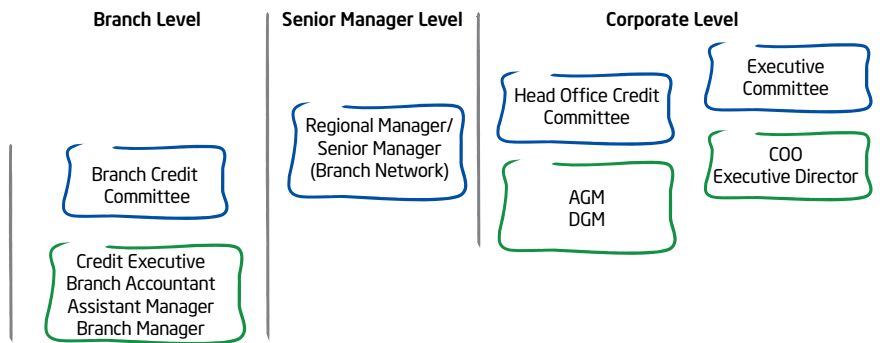 Branch Level
Senior Manager Level
Corporate Level
Branch Credit
Committee
Credit Executive
Branch Accountant
Assistant Manager
Branch Manager
Regional Manager/
Senior Manager
(Branch Network)
Head Office Credit
Committee
AGM
DGM
Executive
Committee
COO
Executive Director